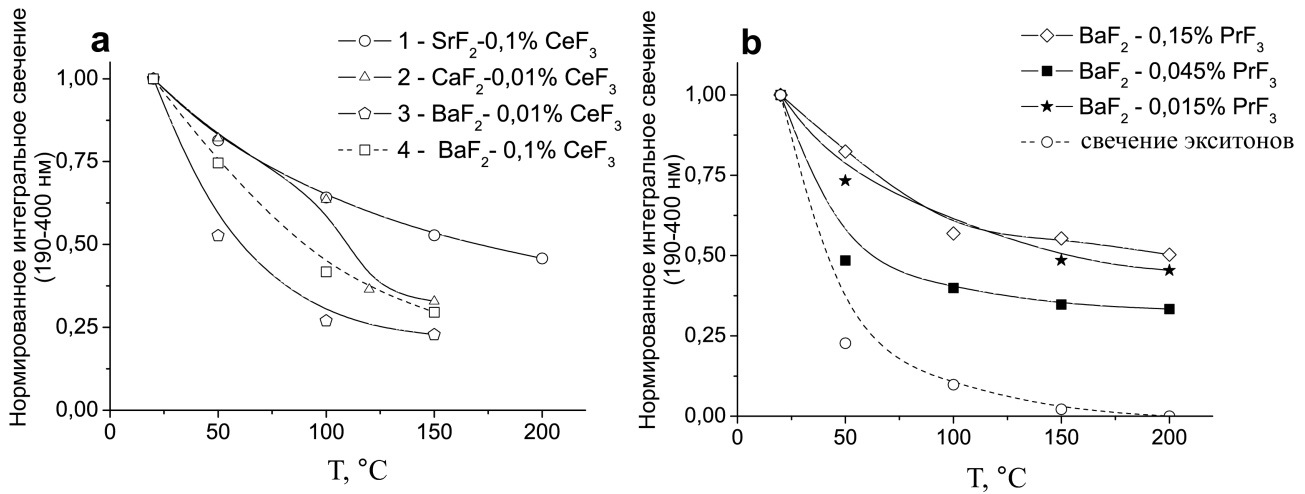 a
1 - SrF2-0,1% CeF3
2 - CaF2-0,01% CeF3
3 - BaF2- 0,01% CeF3
4 -  BaF2- 0,1% CeF3
Нормированное интегральное свечение
(190-400 нм)
1,00
0,75
0,50
0,25
0,00
0 50 100 150 200
T, °C
b
BaF2 - 0,15% PrF3
BaF2 - 0,045% PrF3
BaF2 - 0,015% PrF3
свечение экситонов
Нормированное интегральное свечение
(190-400 нм)
1,00
0,75
0,50
0,25
0,00
0 50 100 150 200
T, °C